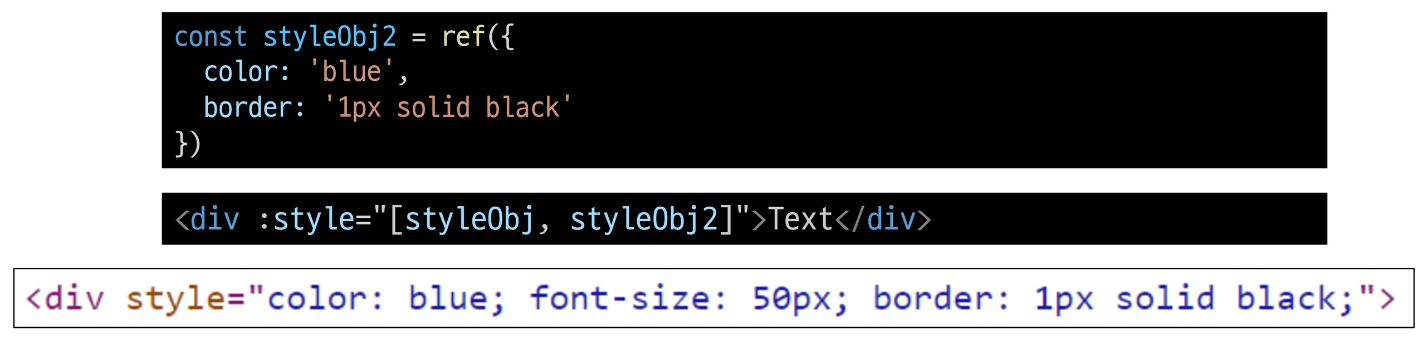 const styleObj2 = ref({
  color: 'blue',
  border: '1px solid black'
})
<div :style="[styleObj, styleObj2]">Text</div>
<div style="color: blue; font-size: 50px; border: 1px solid black;">